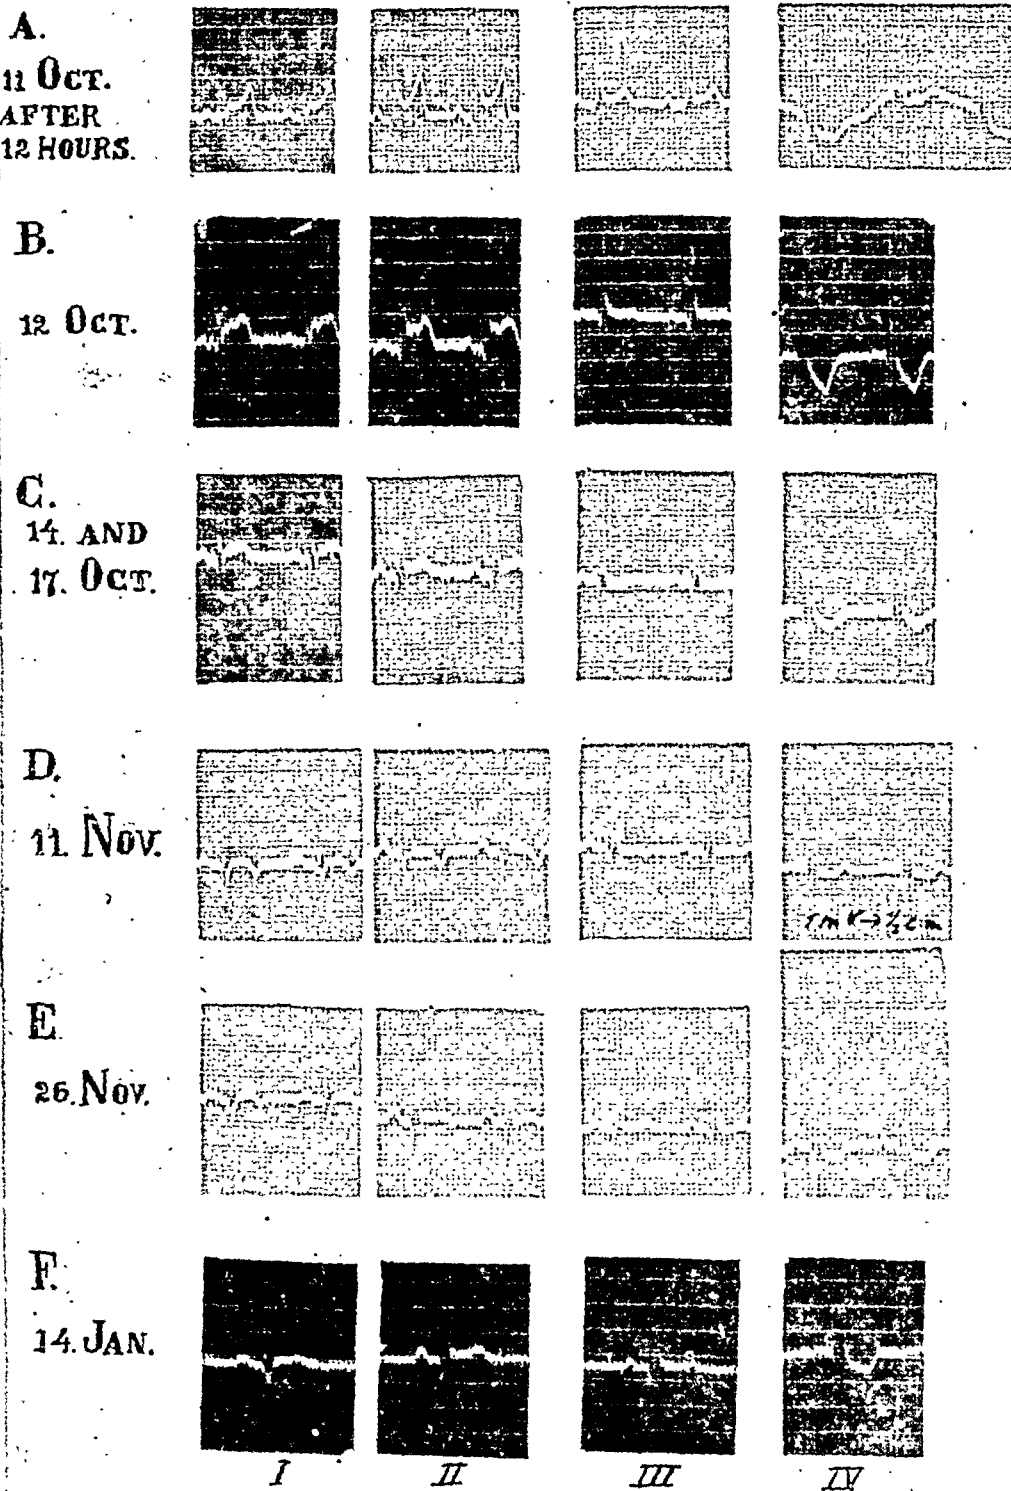 A.
11 OCT.
AFTER
12 HOURS.
B.
12 OCT.
C.
14. AND
17. OCT.
D.
11. NOV.
E.
26. NOV.
F.
14. JAN.
I II III IV